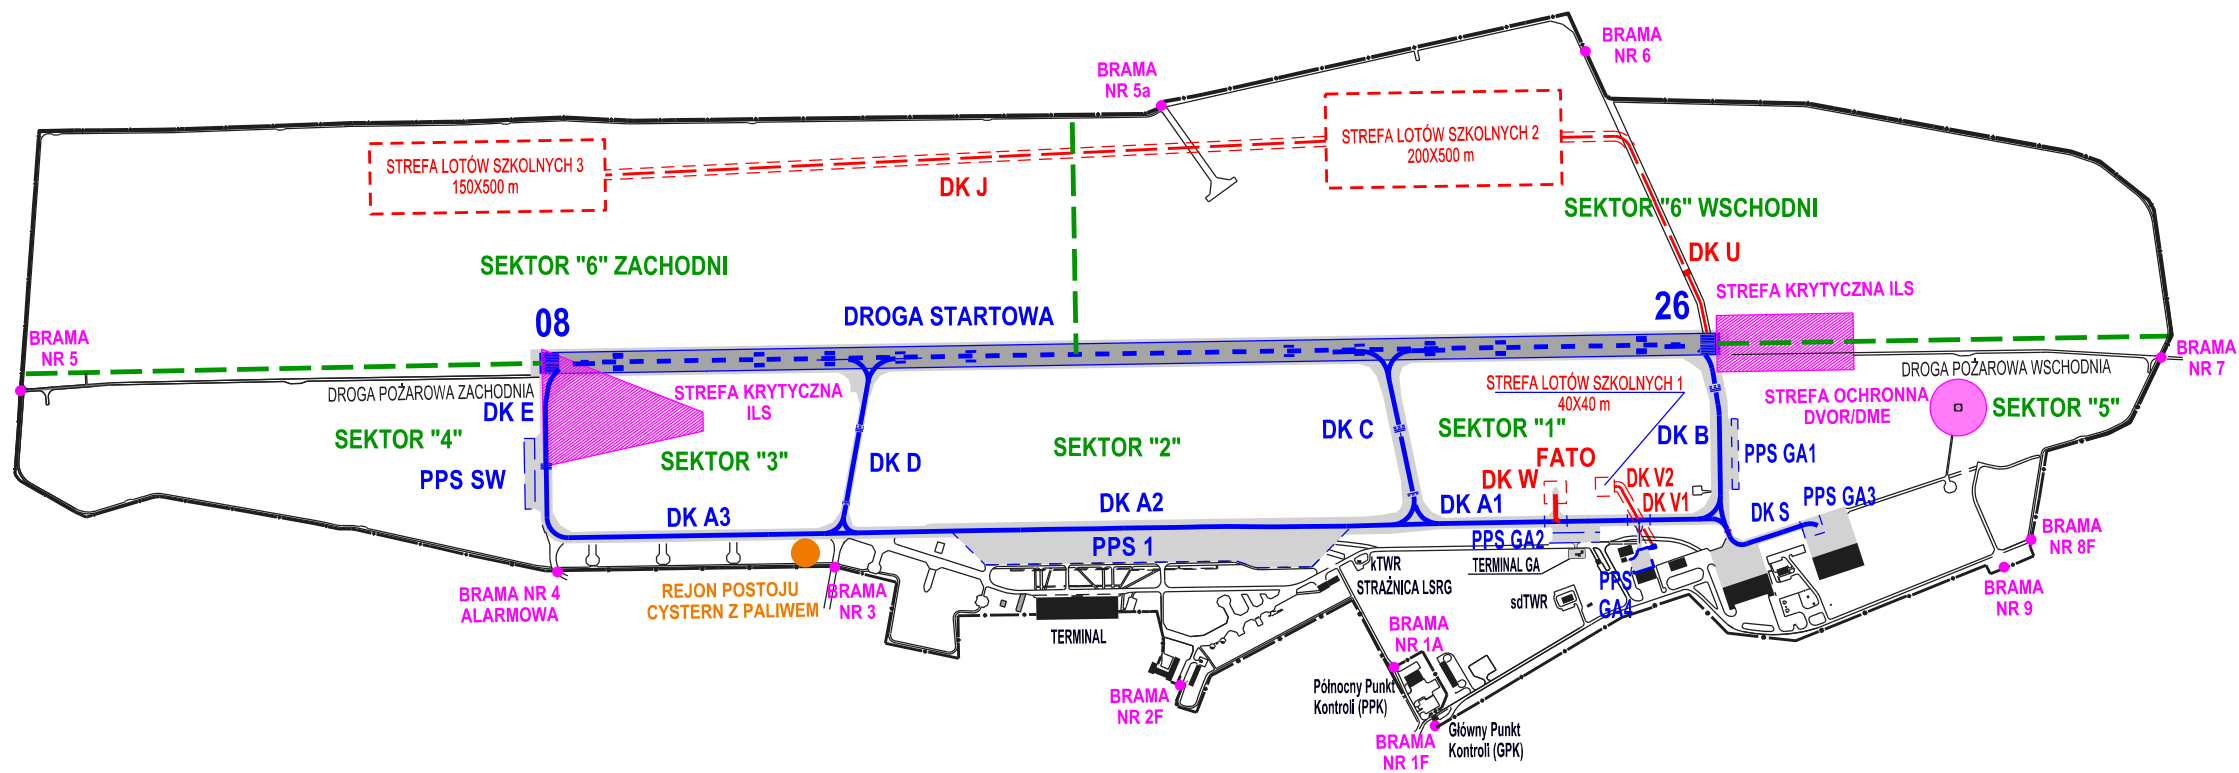 BRAMA
NR 6
BRAMA
NR 5a
STREFA LOTÓW SZKOLNYCH 2
200X500 m
STREFA LOTÓW SZKOLNYCH 3
150X500 m
DK J
SEKTOR "6" WSCHODNI
DK U
SEKTOR "6" ZACHODNI
STREFA KRYTYCZNA ILS
26
DROGA STARTOWA
08
BRAMA
NR 5
BRAMA
NR 7
DROGA POŻAROWA WSCHODNIA
DROGA POŻAROWA ZACHODNIA
STREFA KRYTYCZNA
ILS
STREFA LOTÓW SZKOLNYCH 1
40X40 m
STREFA OCHRONNA
DVOR/DME
SEKTOR "5"
DK E
SEKTOR "4"
SEKTOR "3"
SEKTOR "2"
DK C
SEKTOR "1"
DK B
PPS GA1
DK D
FATO
PPS SW
DK W
DK V2
DK V1
PPS GA3
DK A3
DK A2
DK A1
DK S
PPS 1
PPS GA2
BRAMA
NR 8F
kTWR
TERMINAL GA
STRAŻNICA LSRG
PPS
GA4
sdTWR
BRAMA NR 4
ALARMOWA
REJON POSTOJU
CYSTERN Z PALIWEM
BRAMA
NR 3
BRAMA
NR 9
TERMINAL
BRAMA
NR 1A
Północny Punkt
Kontroli (PPK)
BRAMA
NR 2F
BRAMA
NR 1F
Główny Punkt
Kontroli (GPK)